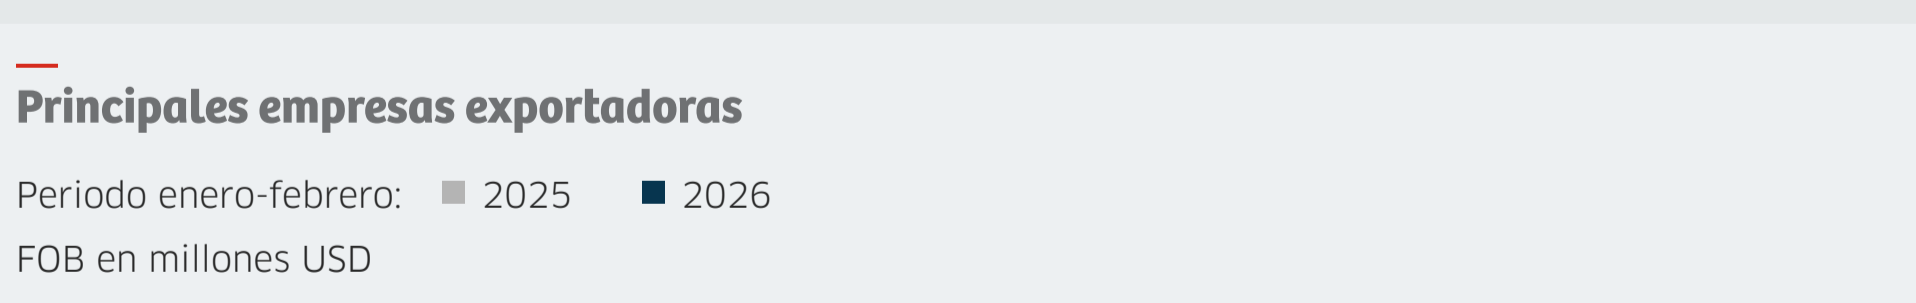 Principales empresas exportadoras
Periodo enero-febrero: 2025 2026
FOB en millones USD